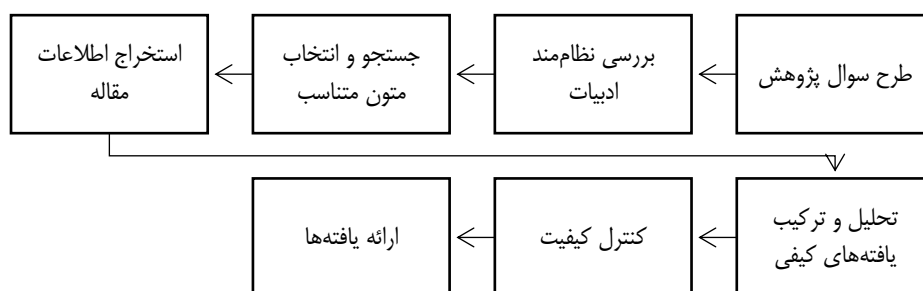 طرح سوال پژوهش
بررسی نظام‌مند
ادبیات
جستجو و انتخاب
متون متناسب
استخراج اطلاعات
مقاله
تحلیل و ترکیب
یافته‌های کیفی
کنترل کیفیت
ارائه یافته‌ها